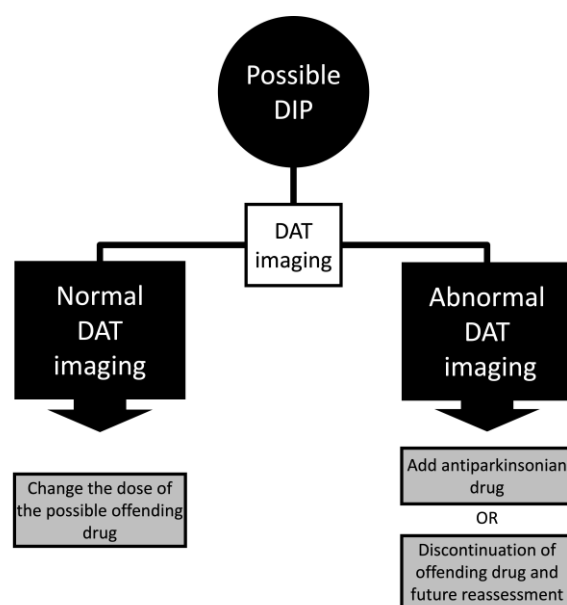 Possible
DIP
DAT
imaging
Normal
DAT
imaging
Abnormal
DAT
imaging
Change the dose of
the possible offending
drug
Add antiparkinsonian
drug
OR
Discontinuation of
offending drug and
future reassessment